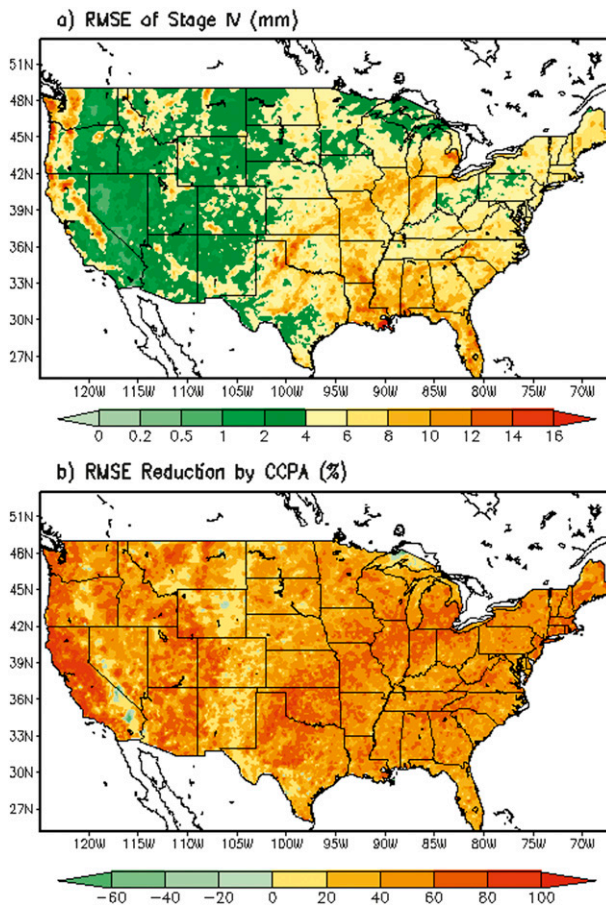 a) RMSE of Stage IV (mm)
51N
48N
45N
42N
39N
36N
33N
30N
27N
120W 115W 110W 105W 100W 95W 90W 85W 80W 75W 70W
0 0.2 0.5 1 2 4 6 8 10 12 14 16
b) RMSE Reduction by CCPA (%)
51N
48N
45N
42N
39N
36N
33N
30N
27N
120W 115W 110W 105W 100W 95W 90W 85W 80W 75W 70W
−60 −40 −20 0 20 40 60 80 100